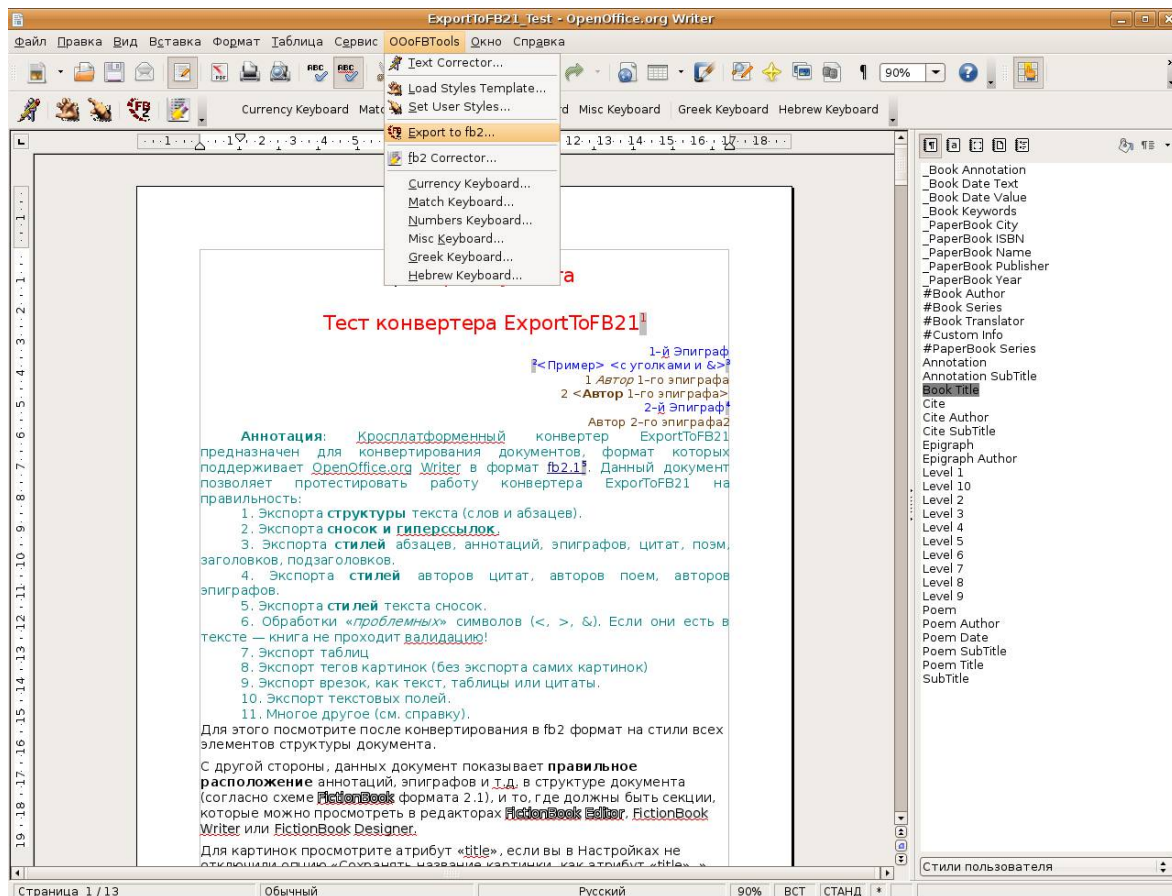 ExportToFB21_Test - OpenOffice.org Writer
Файл Правка Вид Вставка Формат Таблица Сервис OOoFBTools Окно Справка
90%
Text Corrector...
Load Styles Template...
Set User Styles...
Export to fb2...
fb2 Corrector...
Currency Keyboard...
Match Keyboard...
Numbers Keyboard...
Misc Keyboard...
Greek Keyboard...
Hebrew Keyboard...
Currency Keyboard Matc d Misc Keyboard Greek Keyboard Hebrew Keyboard
Тест конвертера ExportToFB211
1-й Эпиграф
2<Пример> <с уголками и &>3
1 Автор 1-го эпиграфа
2 <Автор 1-го эпиграфа>
2-й Эпиграф4
Автор 2-го эпиграфа2
Аннотация: Кросплатформенный конвертер ExportToFB21
предназначен для конвертирования документов, формат которых
поддерживает OpenOffice.org Writer в формат fb2.15. Данный документ
позволяет протестировать работу конвертера ExporToFB21 на
правильность:
1. Экспорта структуры текста (слов и абзацев).
2. Экспорта сносок и гиперссылок.
3. Экспорта стилей абзацев, аннотаций, эпиграфов, цитат, поэм,
заголовков, подзаголовков.
4. Экспорта стилей авторов цитат, авторов поем, авторов
эпиграфов.
5. Экспорта стилей текста сносок.
6. Обработки «проблемных» символов (<, >, &). Если они есть в
тексте — книга не проходит валидацию!
7. Экспорт таблиц
8. Экспорт тегов картинок (без экспорта самих картинок)
9. Экспорт врезок, как текст, таблицы или цитаты.
10. Экспорт текстовых полей.
11. Многое другое (см. справку).
Для этого посмотрите после конвертирования в fb2 формат на стили всех
элементов структуры документа.
С другой стороны, данных документ показывает правильное
расположение аннотаций, эпиграфов и т.д. в структуре документа
(согласно схеме FictionBook формата 2.1), и то, где должны быть секции,
которые можно просмотреть в редакторах FictionBook Editor, FictionBook
Writer или FictionBook Designer.
Для картинок просмотрите атрибут «title», если вы в Настройках не
отключили опцию «Сохранять название картинки, как атрибут «title»
_Book Annotation
_Book Date Text
_Book Date Value
_Book Keywords
_PaperBook City
_PaperBook ISBN
_PaperBook Name
_PaperBook Publisher
_PaperBook Year
#Book Author
#Book Series
#Book Translator
#Custom Info
#PaperBook Series
Annotation
Annotation SubTitle
Book Title
Cite
Cite Author
Cite SubTitle
Epigraph
Epigraph Author
Level 1
Level 10
Level 2
Level 3
Level 4
Level 5
Level 6
Level 7
Level 8
Level 9
Poem
Poem Author
Poem Date
Poem SubTitle
Poem Title
SubTitle
Стили пользователя
Страница 1/13 Обычный Русский 90% ВСТ СТАНД *